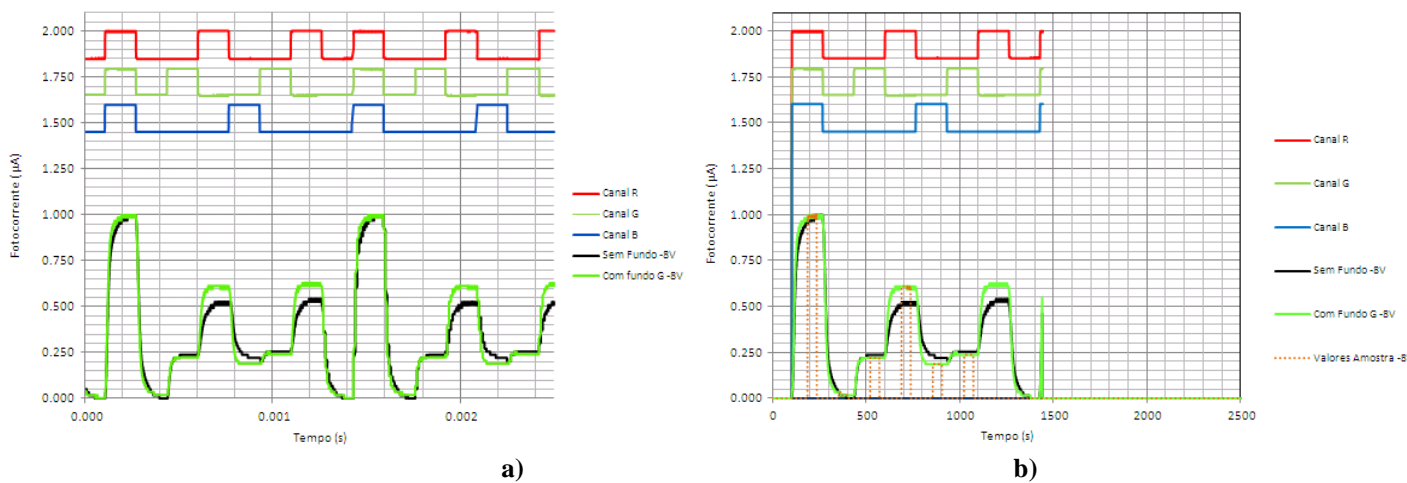 Fotocorrente (µA)
2.000
1.750
1.500
1.250
1.000
0.750
0.500
0.250
0.000
0.000
0.001
0.002
Tempo (s)
Canal R
Canal G
Canal B
Sem Fundo -8V
Com fundo G -8V
a)
Fotocorrente (µA)
2.000
1.750
1.500
1.250
1.000
0.750
0.500
0.250
0.000
0
500
1000
1500
2000
2500
Tempo (s)
Canal R
Canal G
Canal B
Sem Fundo -8V
Com Fundo G -8V
Valores Amostra -8
b)